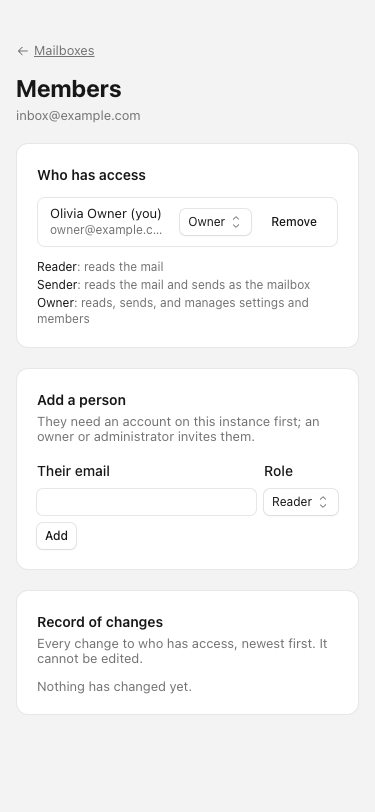 ← Mailboxes
Members
inbox@example.com
Who has access
Olivia Owner (you)
owner@example.c...
Owner
Remove
Reader: reads the mail
Sender: reads the mail and sends as the mailbox
Owner: reads, sends, and manages settings and
members
Add a person
They need an account on this instance first; an
owner or administrator invites them.
Their email
Role
Reader
Add
Record of changes
Every change to who has access, newest first. It
cannot be edited.
Nothing has changed yet.